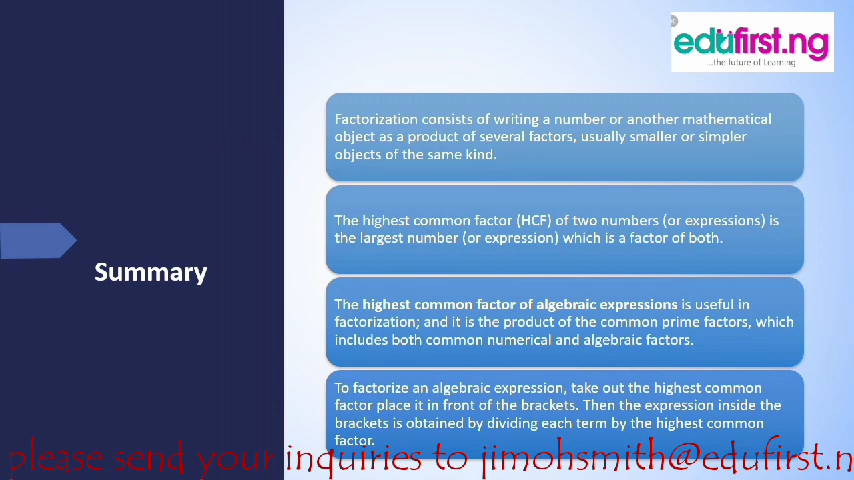 edufirst.ng
...the future of Learning
Factorization consists of writing a number or another mathematical
object as a product of several factors, usually smaller or simpler
objects of the same kind.
The highest common factor (HCF) of two numbers (or expressions) is
the largest number (or expression) which is a factor of both.
Summary
The highest common factor of algebraic expressions is useful in
factorization; and it is the product of the common prime factors, which
includes both common numerical and algebraic factors.
To factorize an algebraic expression, take out the highest common
factor place it in front of the brackets. Then the expression inside the
brackets is obtained by dividing each term by the highest common
factor.
please send your inquiries to jimohsmith@edufirst.n